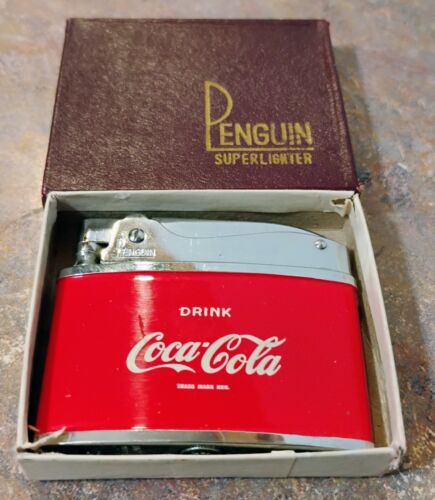 PENGUIN
SUPERLIGHTER
PENGUIN
DRINK
Coca-Cola
TRADE MARK REG.